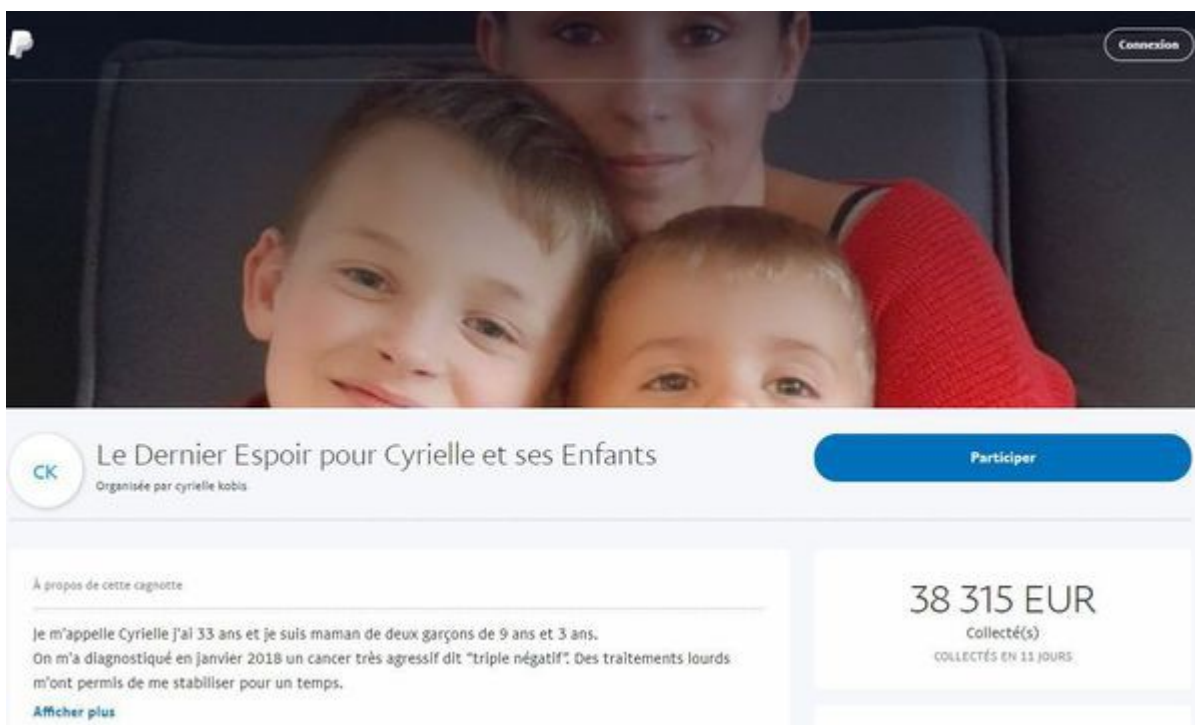 Connexion
CK
Le Dernier Espoir pour Cyrielle et ses Enfants
Organisée par cyrielle kobis
Participer
À propos de cette cagnotte
Je m'appelle Cyrielle j'ai 33 ans et je suis maman de deux garçons de 9 ans et 3 ans.
On m'a diagnostiqué en janvier 2018 un cancer très agressif dit "triple négatif". Des traitements lourds
m'ont permis de me stabiliser pour un temps.
Afficher plus
38 315 EUR
Collecté(s)
COLLECTÉS EN 11 JOURS